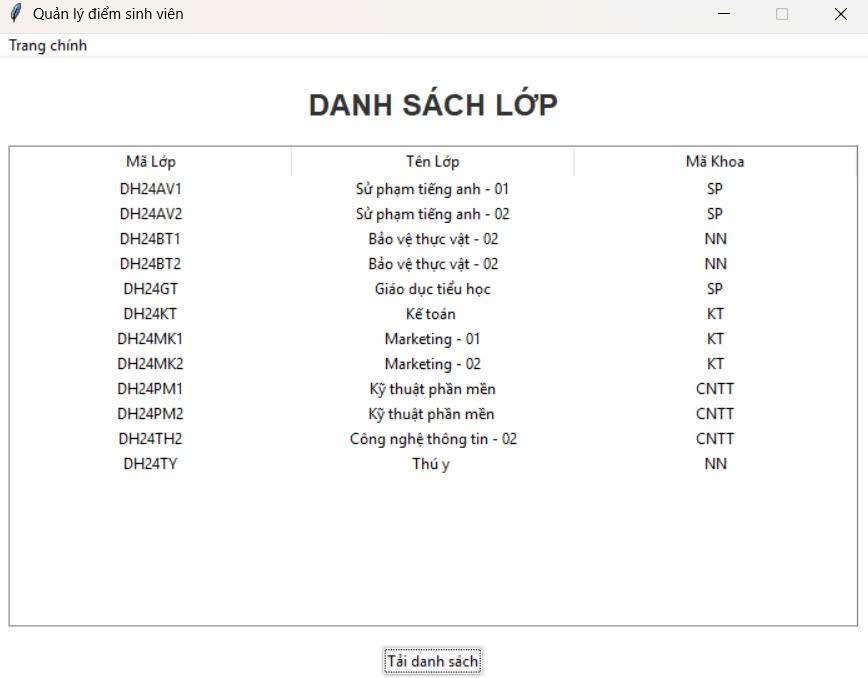 Quản lý điểm sinh viên
Trang chính
DANH SÁCH LỚP
Mã Lớp Tên Lớp Mã Khoa
DH24AV1 Sử phạm tiếng anh - 01 SP
DH24AV2 Sử phạm tiếng anh - 02 SP
DH24BT1 Bảo vệ thực vật - 02 NN
DH24BT2 Bảo vệ thực vật - 02 NN
DH24GT Giáo dục tiểu học SP
DH24KT Kế toán KT
DH24MK1 Marketing - 01 KT
DH24MK2 Marketing - 02 KT
DH24PM1 Kỹ thuật phần mền CNTT
DH24PM2 Kỹ thuật phần mền CNTT
DH24TH2 Công nghệ thông tin - 02 CNTT
DH24TY Thú y NN
Tải danh sách